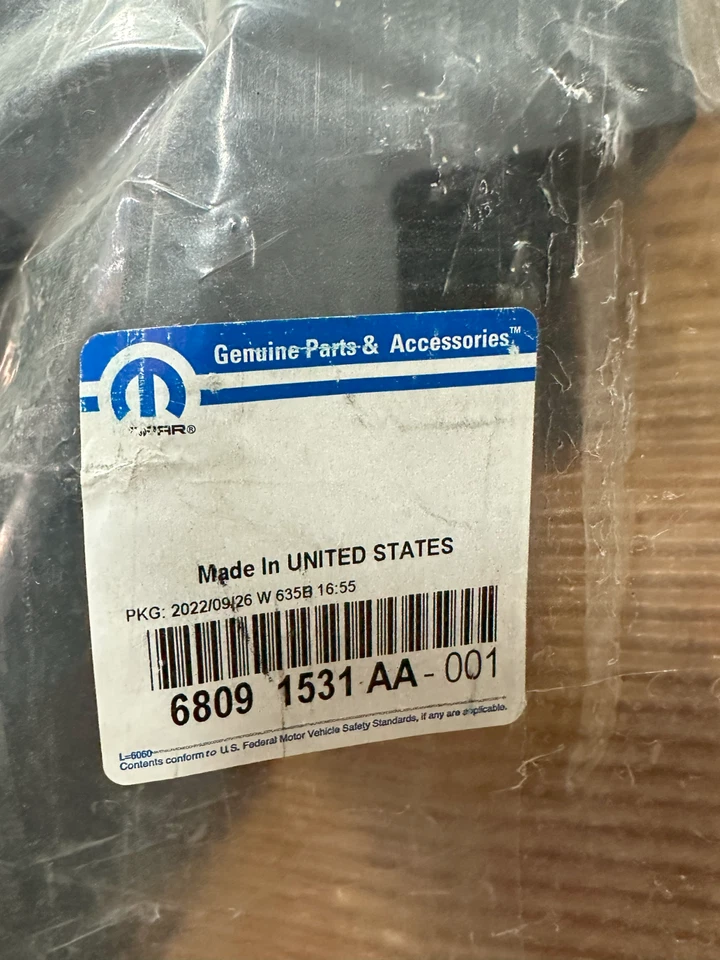 Genuine Parts & Accessories™
Made In UNITED STATES
PKG: 2022/09/26 W 635B 16:55
6809 1531 AA - 001
L=6060
Contents conform to U.S. Federal Motor Vehicle Safety Standards, if any are applicable.